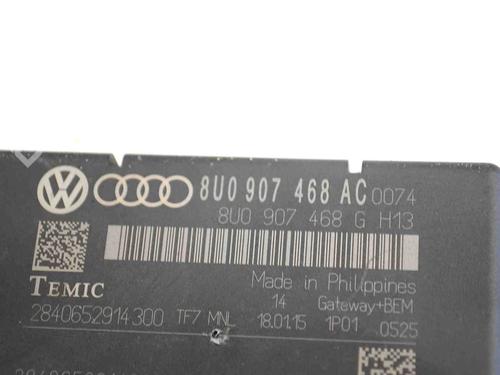 8U0 907 468 AC 0074
8U0 907 468 G H13
Made in Philippines
TEMIC 14 Gateway+BEM
2840652914300 TF7 MNL 18.01.15 1P01 0525